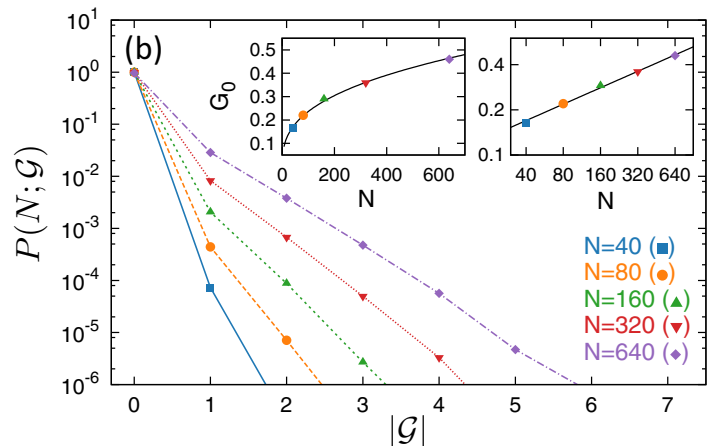 (b)
P(N; 𝒢)
10^1
10^0
10^-1
10^-2
10^-3
10^-4
10^-5
10^-6
0 1 2 3 4 5 6 7
|𝒢|
G_0
0.5
0.4
0.3
0.2
0.1
0 200 400 600
N
0.4
0.2
0.1
40 80 160 320 640
N
N=40 (■)
N=80 (●)
N=160 (▲)
N=320 (▼)
N=640 (◆)